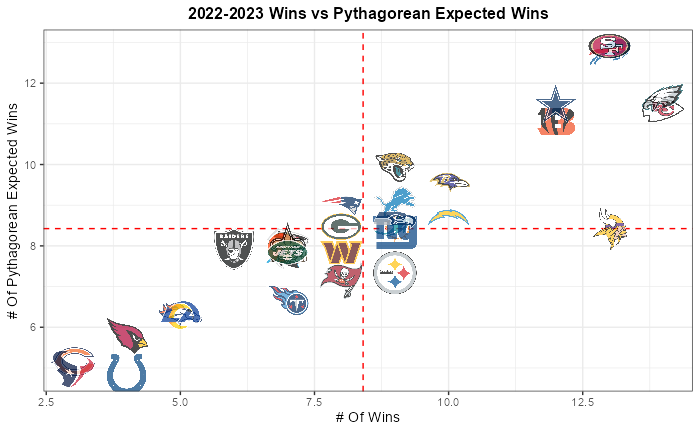 2022-2023 Wins vs Pythagorean Expected Wins
# Of Pythagorean Expected Wins
12
10
8
6
RAIDERS
2.5
5.0
7.5
10.0
12.5
# Of Wins